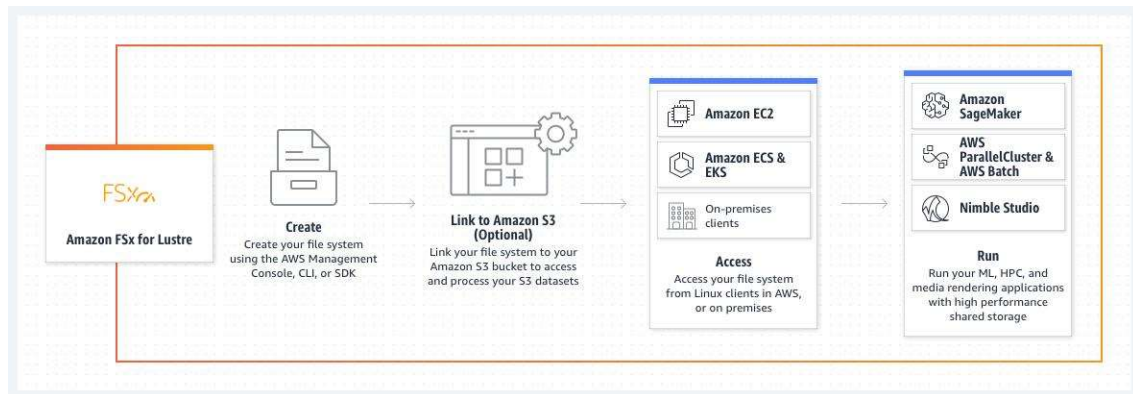 FSx
Amazon FSx for Lustre
Create
Create your file system
using the AWS Management
Console, CLI, or SDK
Link to Amazon S3
(Optional)
Link your file system to your
Amazon S3 bucket to access
and process your S3 datasets
Amazon EC2
Amazon ECS &
EKS
On-premises
clients
Access
Access your file system
from Linux clients in AWS,
or on premises
Amazon
SageMaker
AWS
ParallelCluster &
AWS Batch
Nimble Studio
Run
Run your ML, HPC, and
media rendering applications
with high performance
shared storage